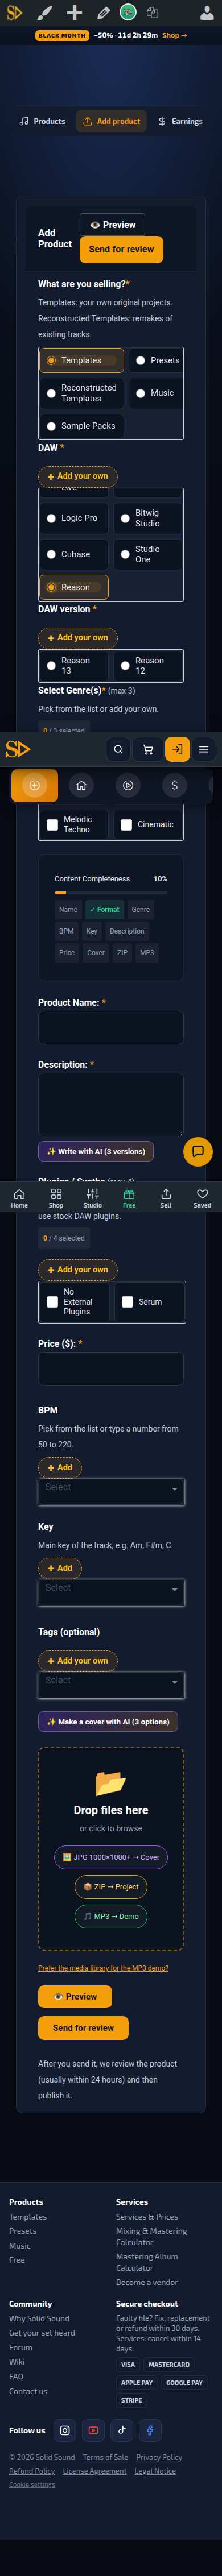 BLACK MONTH −50% · 11d 2h 29m Shop →
Products Add product Earnings
Add Product
👁️ Preview
Send for review
What are you selling?*
Templates: your own original projects.
Reconstructed Templates: remakes of
existing tracks.
Templates Presets
Reconstructed Templates Music
Sample Packs
DAW *
+ Add your own
Logic Pro Bitwig Studio
Cubase Studio One
Reason
DAW version *
+ Add your own
Reason 13 Reason 12
Select Genre(s)* (max 3)
Pick from the list or add your own.
0 / 3 selected
Melodic Techno Cinematic
Content Completeness 10%
Name ✓ Format Genre
BPM Key Description
Price Cover ZIP MP3
Product Name: *
Description: *
✨ Write with AI (3 versions)
Home Shop Studio Free Sell Saved
use stock DAW plugins.
0 / 4 selected
+ Add your own
No External Plugins Serum
Price ($): *
BPM
Pick from the list or type a number from
50 to 220.
+ Add
Select
Key
Main key of the track, e.g. Am, F#m, C.
+ Add
Select
Tags (optional)
+ Add your own
Select
✨ Make a cover with AI (3 options)
Drop files here
or click to browse
🖼️ JPG 1000×1000+ → Cover
📦 ZIP → Project
🎵 MP3 → Demo
Prefer the media library for the MP3 demo?
👁️ Preview
Send for review
After you send it, we review the product
(usually within 24 hours) and then
publish it.
Products
Templates
Presets
Music
Free
Services
Services & Prices
Mixing & Mastering
Calculator
Mastering Album
Calculator
Become a vendor
Community
Why Solid Sound
Get your set heard
Forum
Wiki
FAQ
Contact us
Secure checkout
Faulty file? Fix, replacement
or refund within 30 days.
Services: cancel within 14
days.
VISA MASTERCARD
APPLE PAY GOOGLE PAY
STRIPE
Follow us
© 2026 Solid Sound Terms of Sale Privacy Policy
Refund Policy License Agreement Legal Notice
Cookie settings